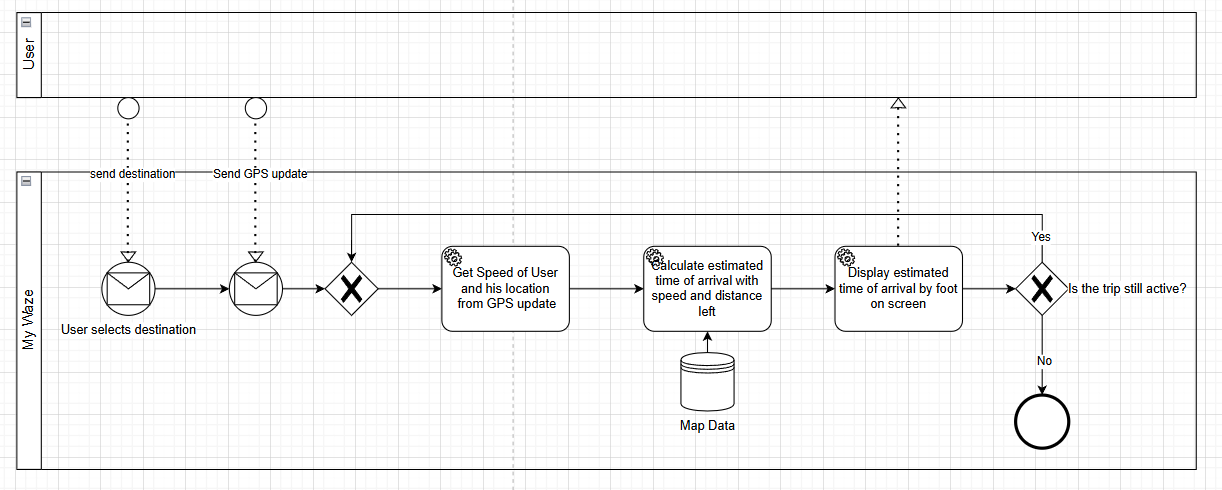 User
send destination
Send GPS update
My Waze
User selects destination
Get Speed of User
and his location
from GPS update
Calculate estimated
time of arrival with
speed and distance
left
Map Data
Display estimated
time of arrival by foot
on screen
Yes
Is the trip still active?
No